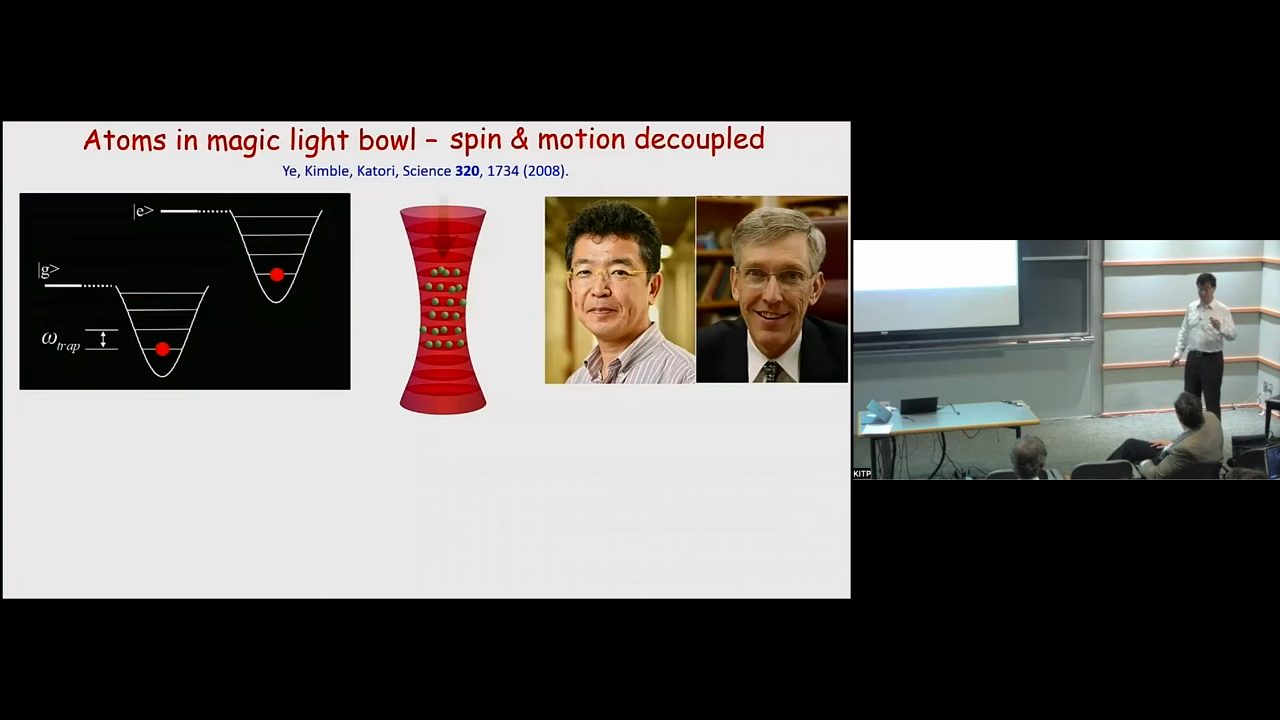 Atoms in magic light bowl – spin & motion decoupled
Ye, Kimble, Katori, Science 320, 1734 (2008).
|e>
|g>
ωtrap
KITP